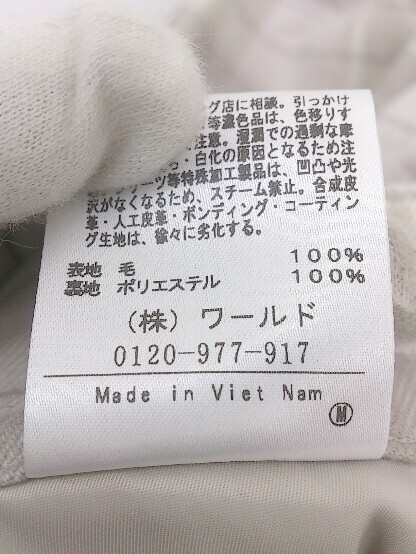 グ店に相談。引っかけ
等濃色品は、色移りす
注意。湿潤での過剰な摩
白化の原因となるため注
ーツ等特殊加工製品は、凹凸や光
沢がなくなるため、スチーム禁止。合成皮
革・人工皮革・ボンディング・コーティン
グ生地は、徐々に劣化する。
表地 毛 100%
裏地 ポリエステル 100%
(株) ワールド
0120-977-917
Made in Viet Nam
M